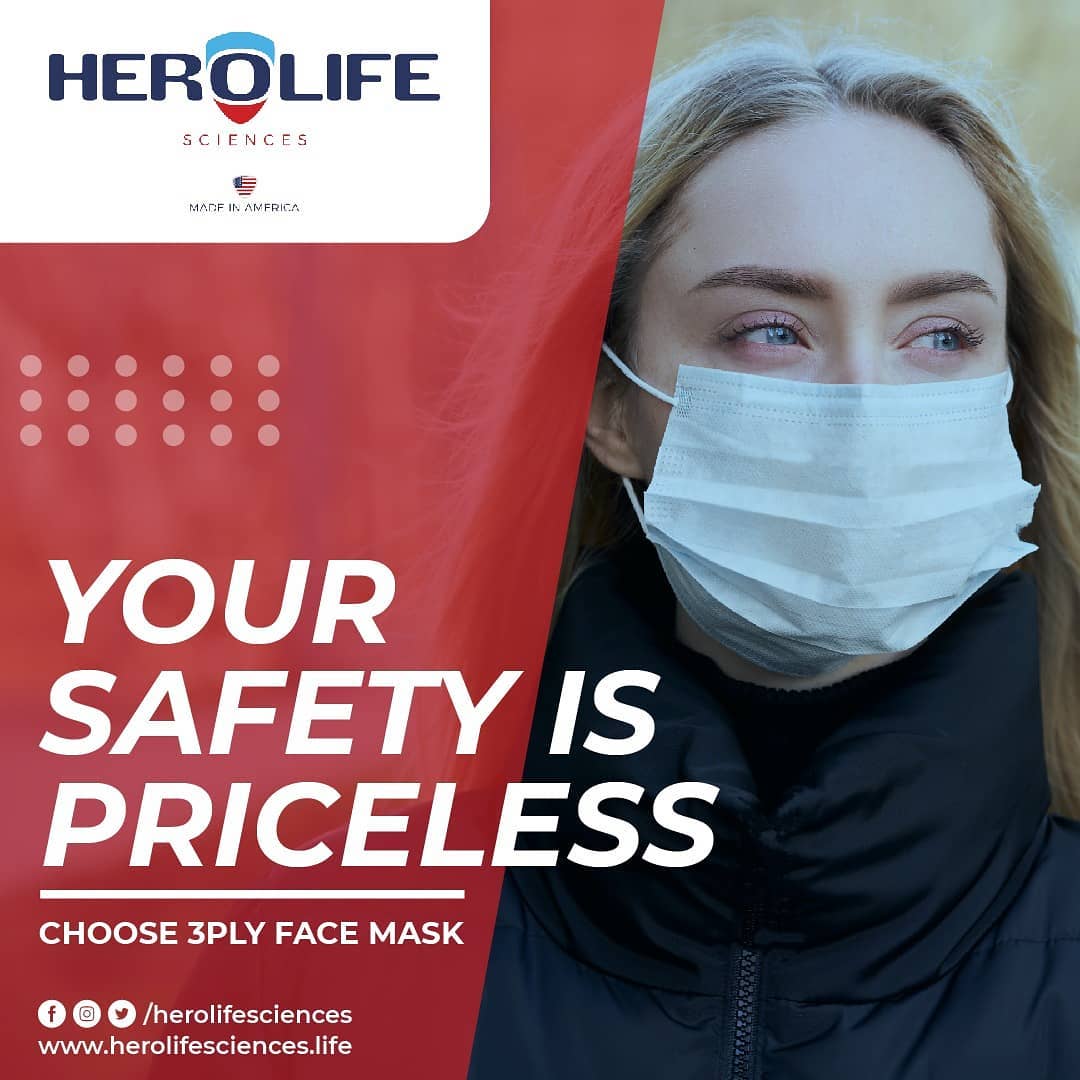 HEROLIFE
SCIENCES
MADE IN AMERICA
YOUR
SAFETY IS
PRICELESS
CHOOSE 3PLY FACE MASK
/herolifesciences
www.herolifesciences.life